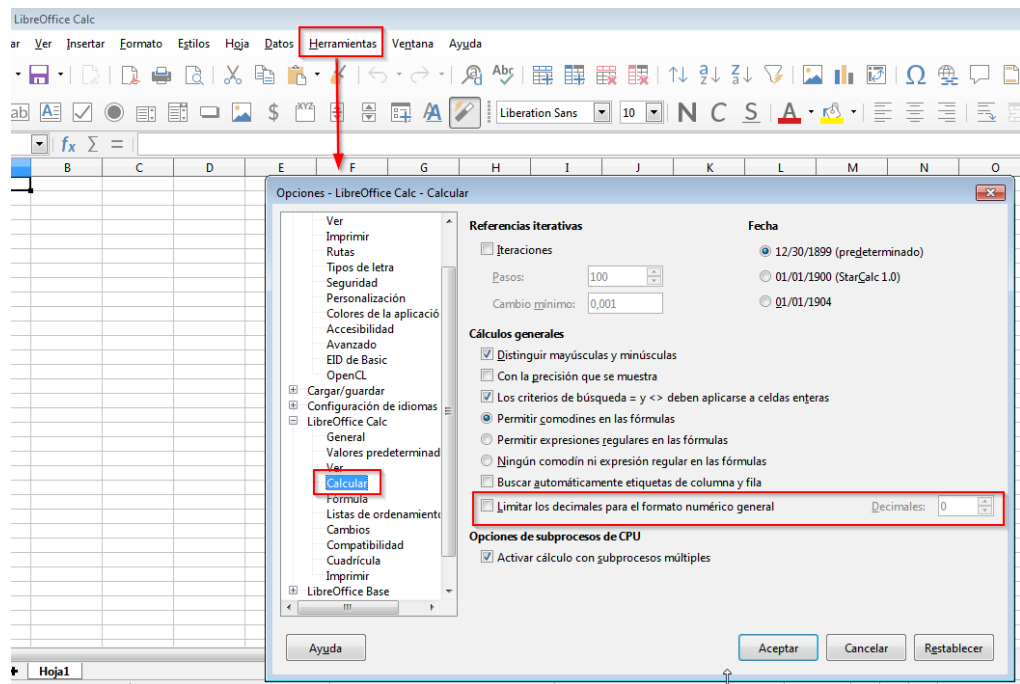 LibreOffice Calc
ar Ver Insertar Formato Estilos Hoja Datos Herramientas Ventana Ayuda
Abc
ab A KYZ A Liberation Sans 10 N C S A
fx Σ =
B C D E F G H I J K L M N O
Opciones - LibreOffice Calc - Calcular
Ver
Imprimir
Rutas
Tipos de letra
Seguridad
Personalización
Colores de la aplicació
Accesibilidad
Avanzado
EID de Basic
OpenCL
Cargar/guardar
Configuración de idiomas
LibreOffice Calc
General
Valores predeterminad
Ver
Calcular
Fórmula
Listas de ordenamiento
Cambios
Compatibilidad
Cuadrícula
Imprimir
LibreOffice Base
Referencias iterativas
Iteraciones
Pasos: 100
Cambio mínimo: 0,001
Fecha
12/30/1899 (predeterminado)
01/01/1900 (StarCalc 1.0)
01/01/1904
Cálculos generales
Distinguir mayúsculas y minúsculas
Con la precisión que se muestra
Los criterios de búsqueda = y <> deben aplicarse a celdas enteras
Permitir comodines en las fórmulas
Permitir expresiones regulares en las fórmulas
Ningún comodín ni expresión regular en las fórmulas
Buscar automáticamente etiquetas de columna y fila
Limitar los decimales para el formato numérico general Decimales: 0
Opciones de subprocesos de CPU
Activar cálculo con subprocesos múltiples
Ayuda Aceptar Cancelar Restablecer
Hoja1